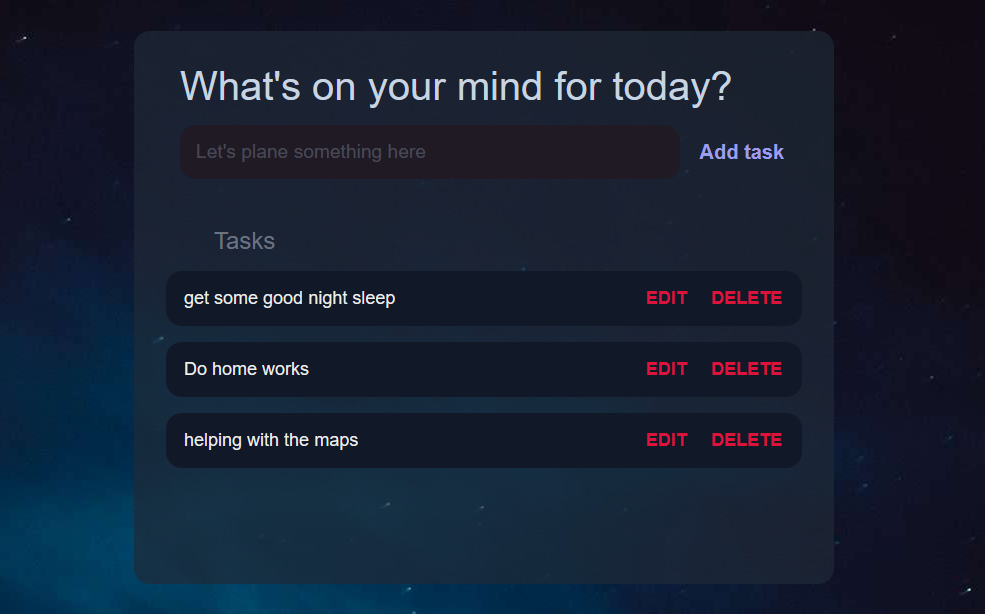 What's on your mind for today?
Let's plane something here Add task
Tasks
get some good night sleep EDIT DELETE
Do home works EDIT DELETE
helping with the maps EDIT DELETE